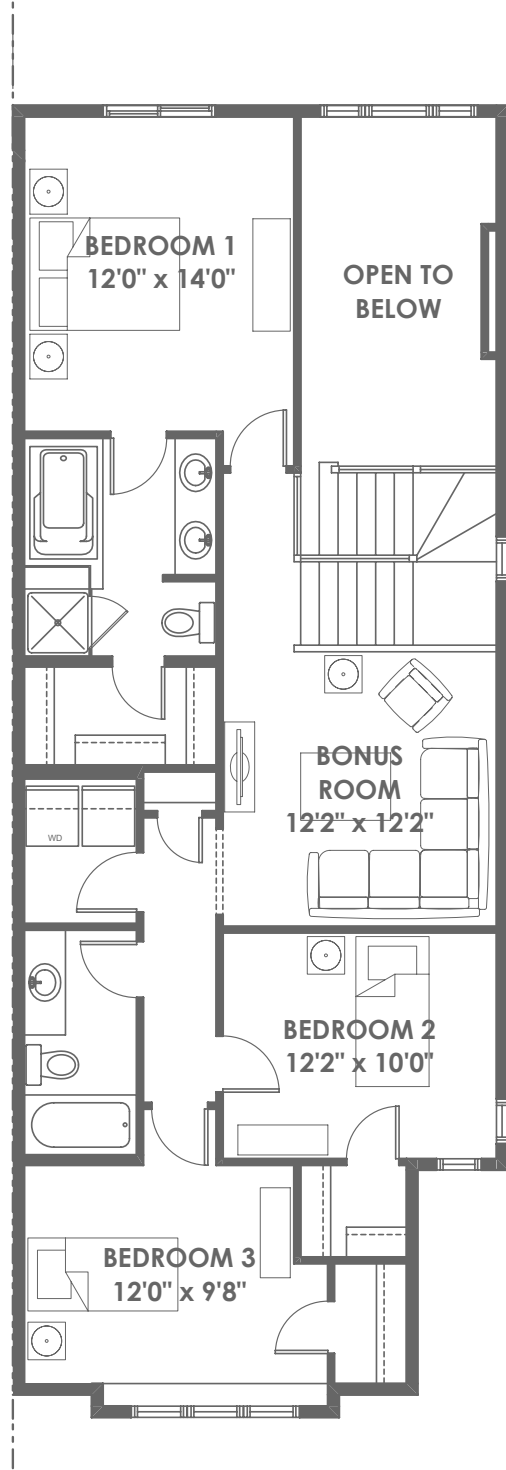 BEDROOM 1
12'0" x 14'0"
OPEN TO
BELOW
BONUS
ROOM
12'2" x 12'2"
WD
BEDROOM 2
12'2" x 10'0"
BEDROOM 3
12'0" x 9'8"